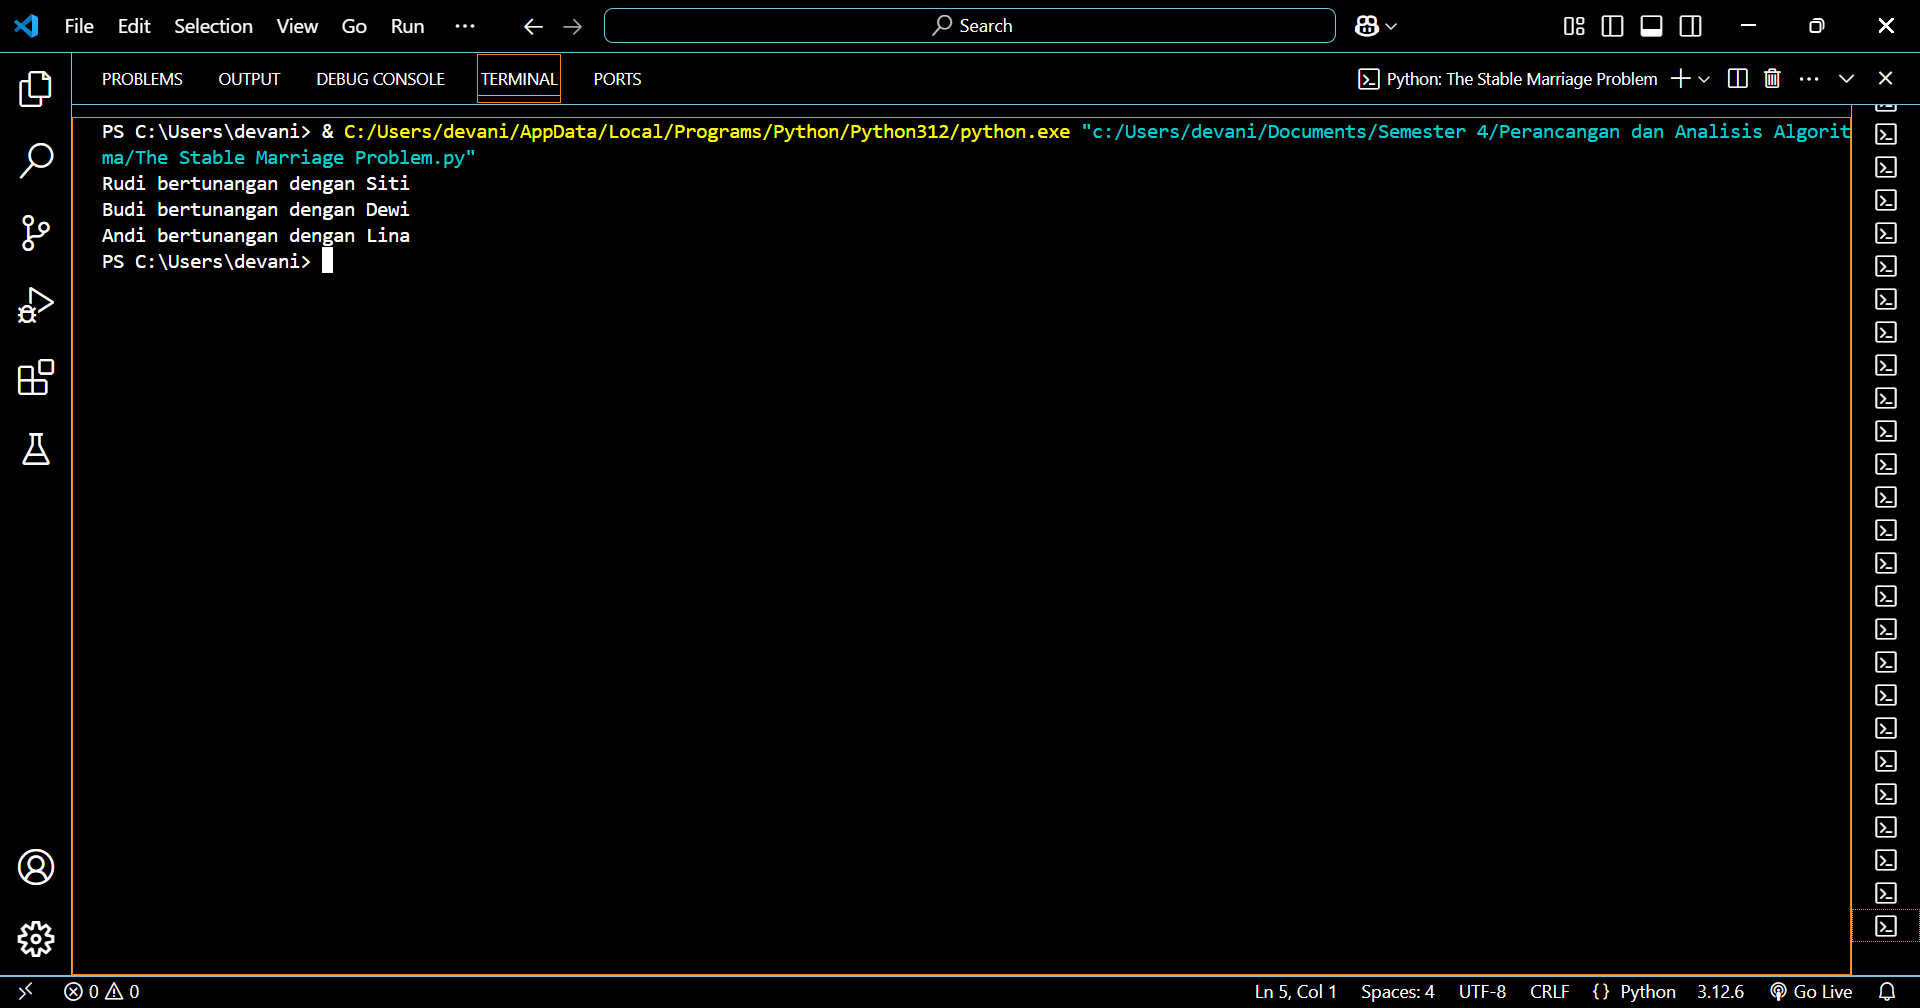 File Edit Selection View Go Run ··· Search
PROBLEMS OUTPUT DEBUG CONSOLE TERMINAL PORTS Python: The Stable Marriage Problem
PS C:\Users\devani> & C:/Users/devani/AppData/Local/Programs/Python/Python312/python.exe "c:/Users/devani/Documents/Semester 4/Perancangan dan Analisis Algorit
ma/The Stable Marriage Problem.py"
Rudi bertunangan dengan Siti
Budi bertunangan dengan Dewi
Andi bertunangan dengan Lina
PS C:\Users\devani>
0 0 Ln 5, Col 1 Spaces: 4 UTF-8 CRLF {} Python 3.12.6 Go Live